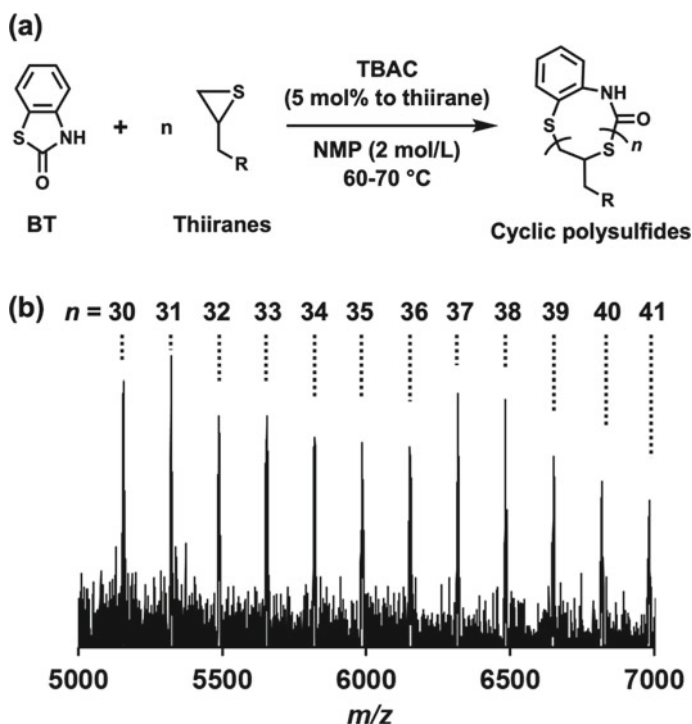 (a)
S
NH
O
BT
+
n
S
R
Thiiranes
TBAC
(5 mol% to thiirane)
NMP (2 mol/L)
60-70 °C
NH
S
O
S
n
R
Cyclic polysulfides
(b)
n = 30 31 32 33 34 35 36 37 38 39 40 41
5000 5500 6000 6500 7000
m/z